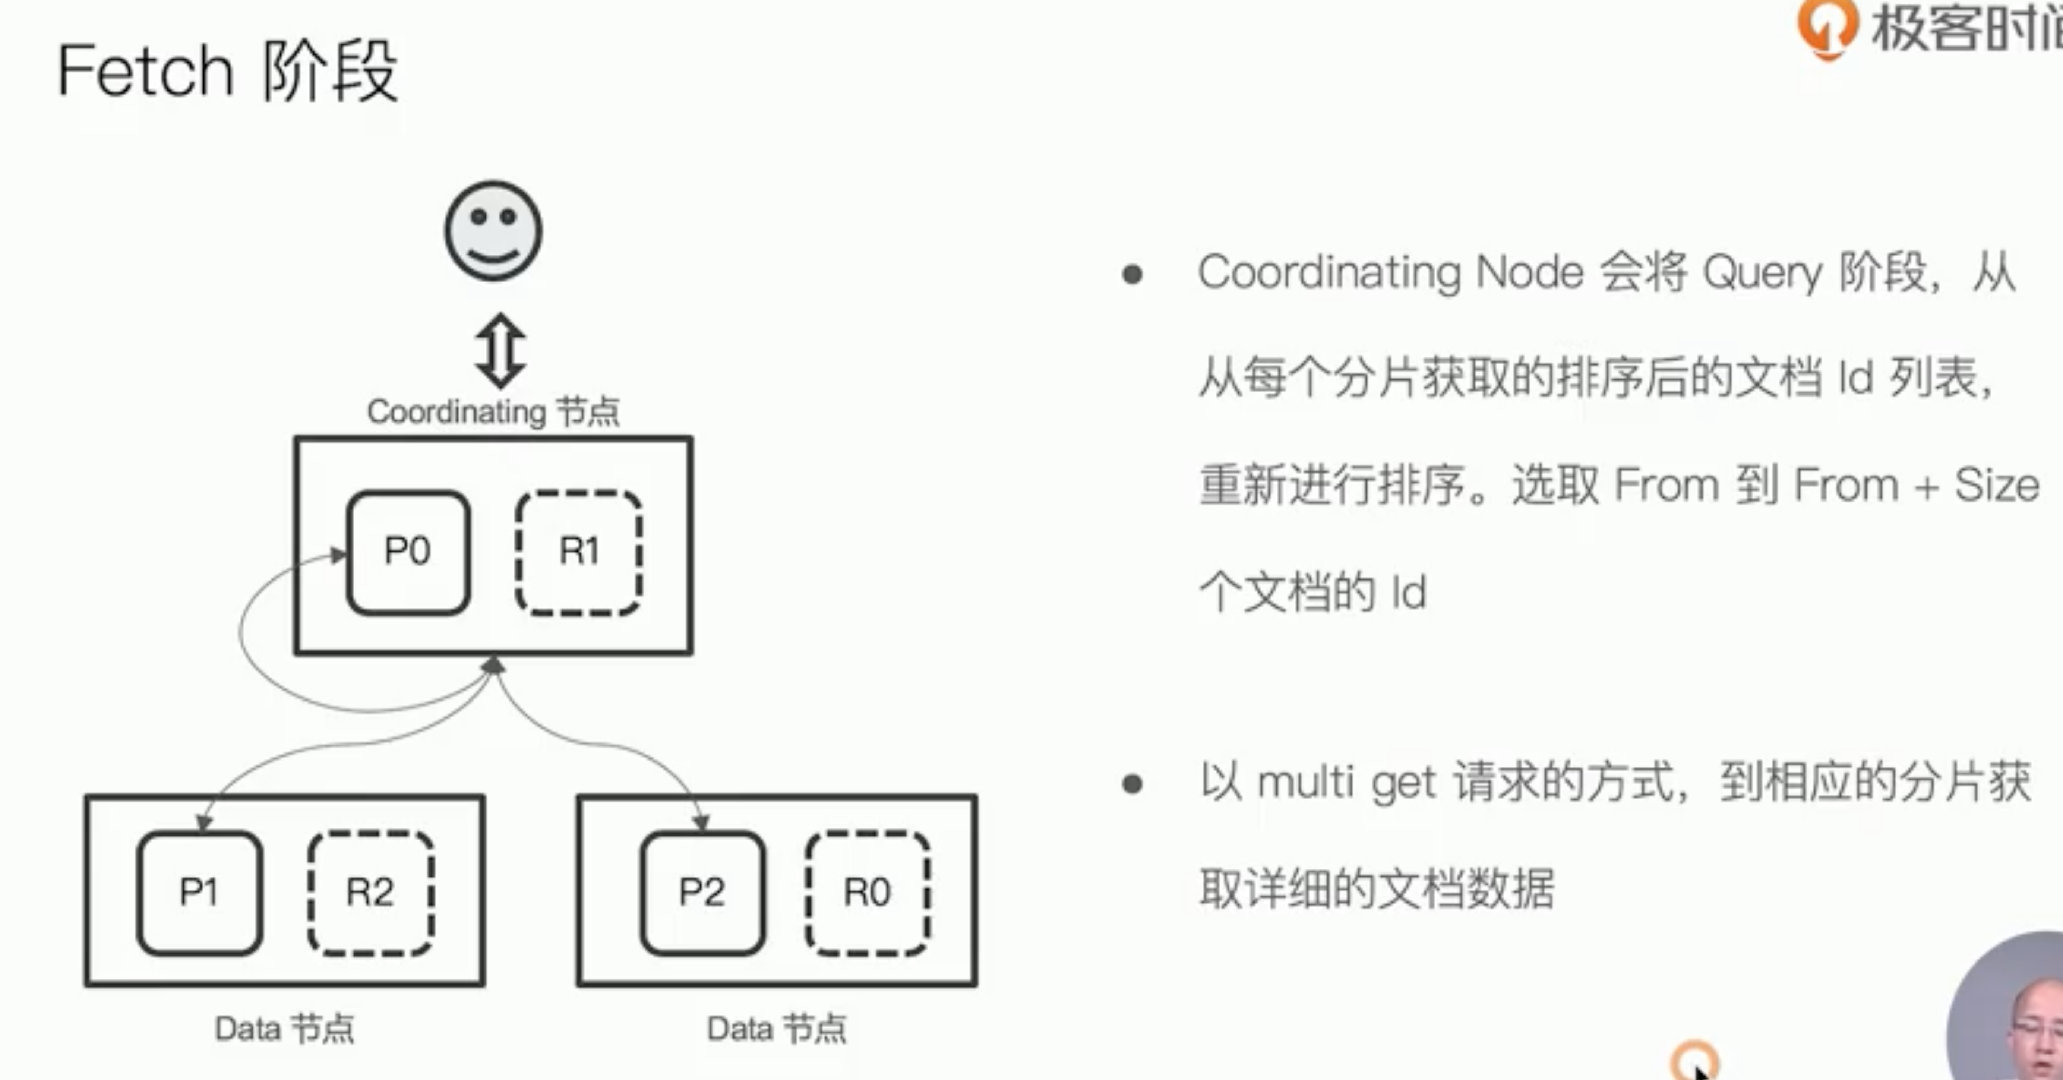 极客时间
Fetch 阶段
Coordinating 节点
P0
R1
P1
R2
P2
R0
Data 节点
Data 节点
Coordinating Node 会将 Query 阶段，从
从每个分片获取的排序后的文档 Id 列表，
重新进行排序。选取 From 到 From + Size
个文档的 Id
以 multi get 请求的方式，到相应的分片获
取详细的文档数据